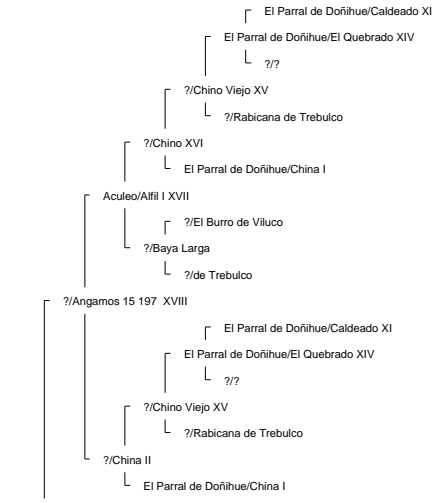 El Parral de Doñihue/Caldeado XI
El Parral de Doñihue/El Quebrado XIV
?/?
?/Chino Viejo XV
?/Rabicana de Trebulco
?/Chino XVI
El Parral de Doñihue/China I
Aculeo/Alfil I XVII
?/El Burro de Viluco
?/Baya Larga
?/de Trebulco
?/Angamos 15 197 XVIII
El Parral de Doñihue/Caldeado XI
El Parral de Doñihue/El Quebrado XIV
?/?
?/Chino Viejo XV
?/Rabicana de Trebulco
?/China II
El Parral de Doñihue/China I